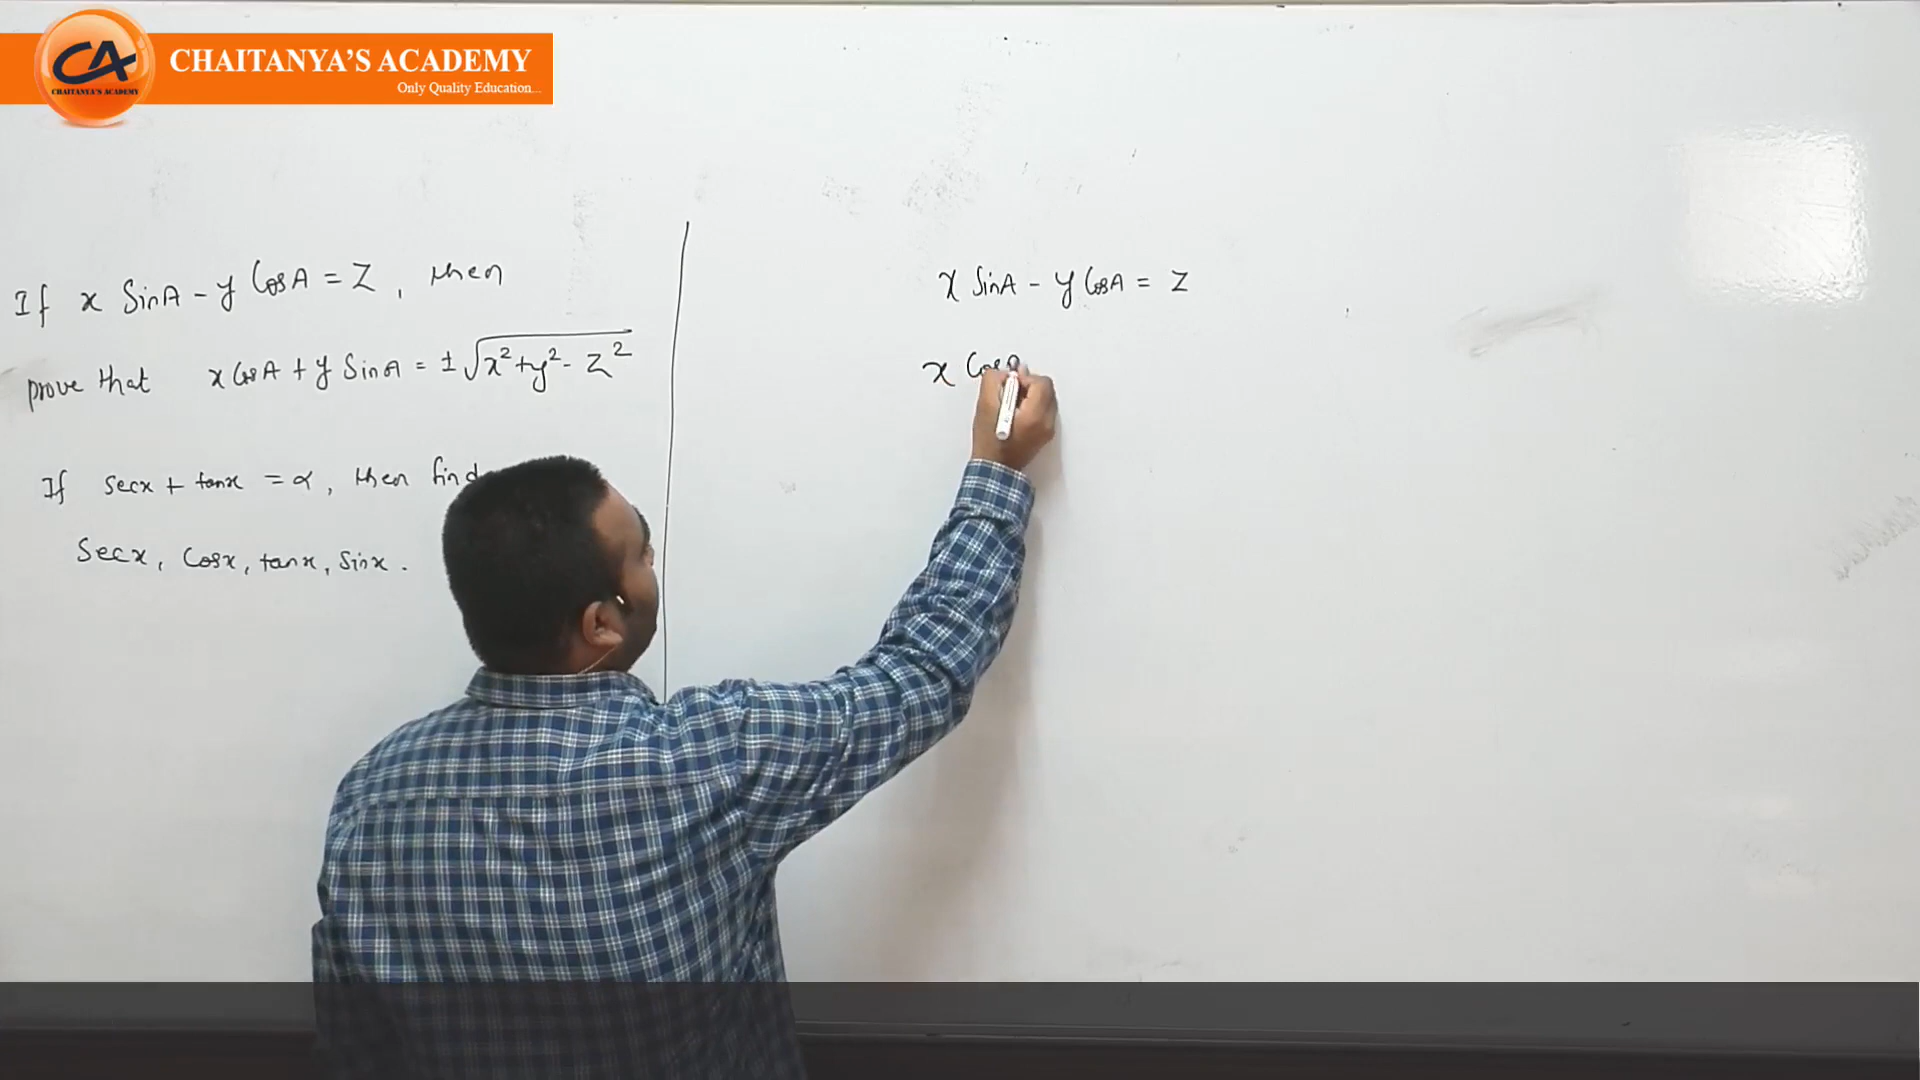 CHAITANYA'S ACADEMY
Only Quality Education...
CA
CHAITANYA'S ACADEMY
If x SinA - y CosA = Z , then
prove that x CosA + y SinA = ±√x²+y²-Z²
If secx + tanx = α , then find
Secx, Cosx, tanx, Sinx.
x SinA - y CosA = Z
x Cos